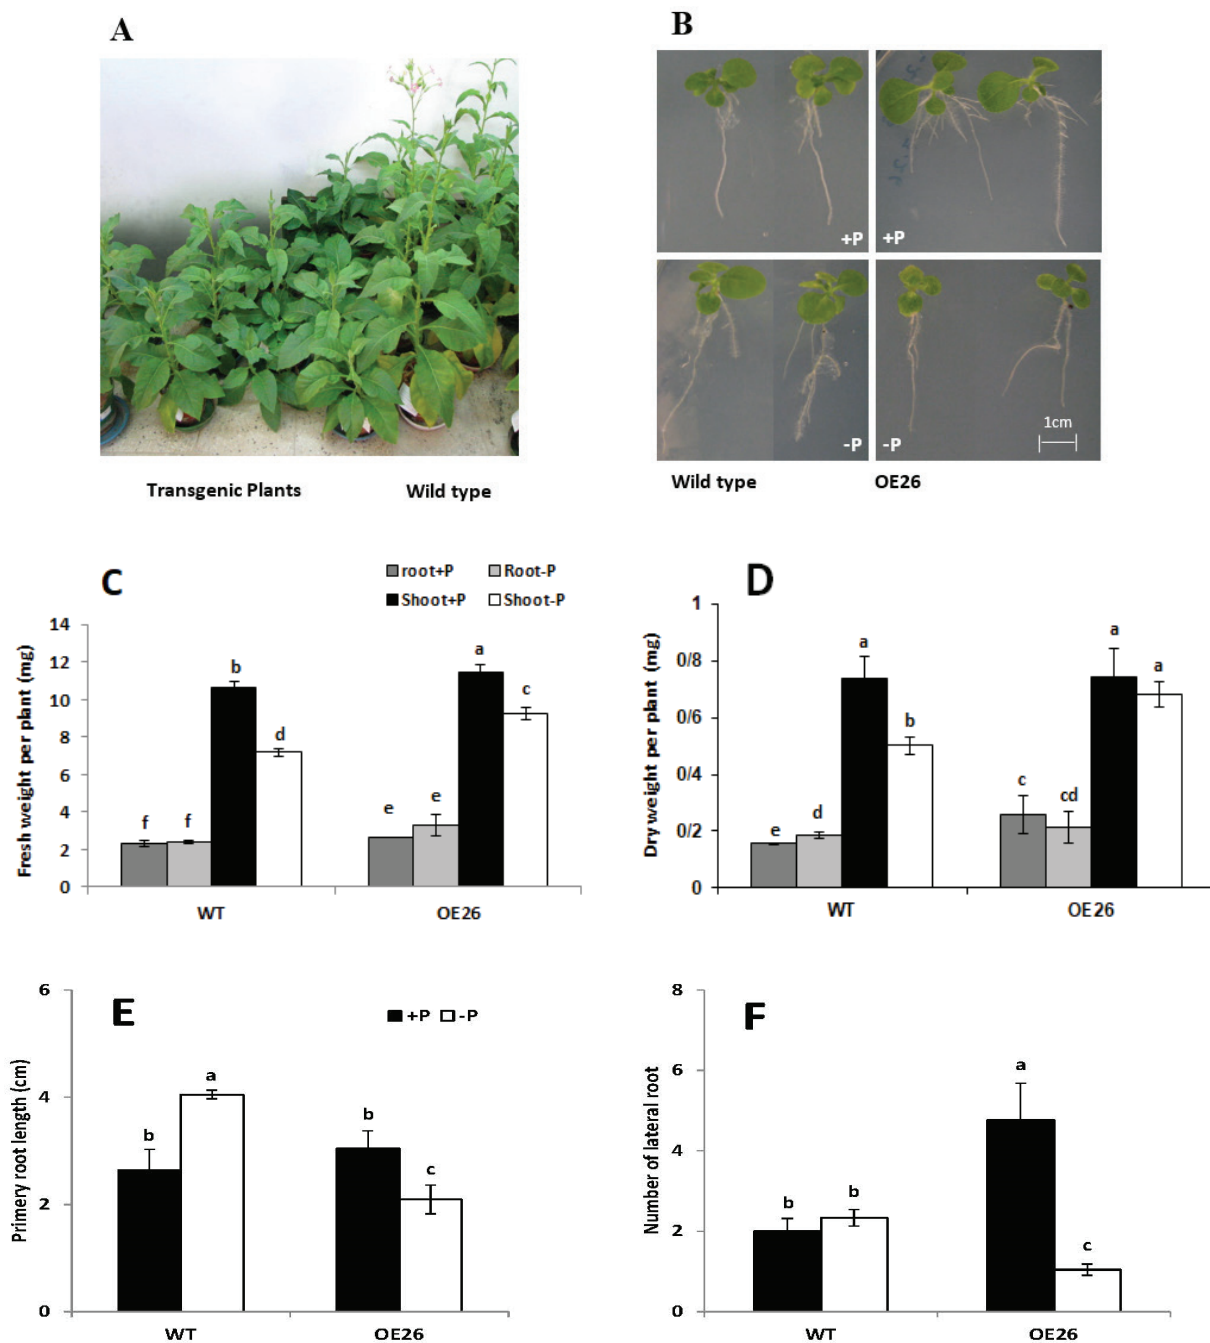 A
B
+P
+P
-P
-P
1cm
Transgenic Plants
Wild type
Wild type
OE26
C
root+P
Root-P
Shoot+P
Shoot-P
Fresh weight per plant (mg)
14
12
10
8
6
4
2
0
f
f
b
d
e
e
a
c
WT
OE26
D
Dry weight per plant (mg)
1
0/8
0/6
0/4
0/2
0
e
d
a
b
c
cd
a
a
WT
OE26
E
+P
-P
Primery root length (cm)
6
4
2
0
b
a
b
c
WT
OE26
F
Number of lateral root
8
6
4
2
0
b
b
a
c
WT
OE26